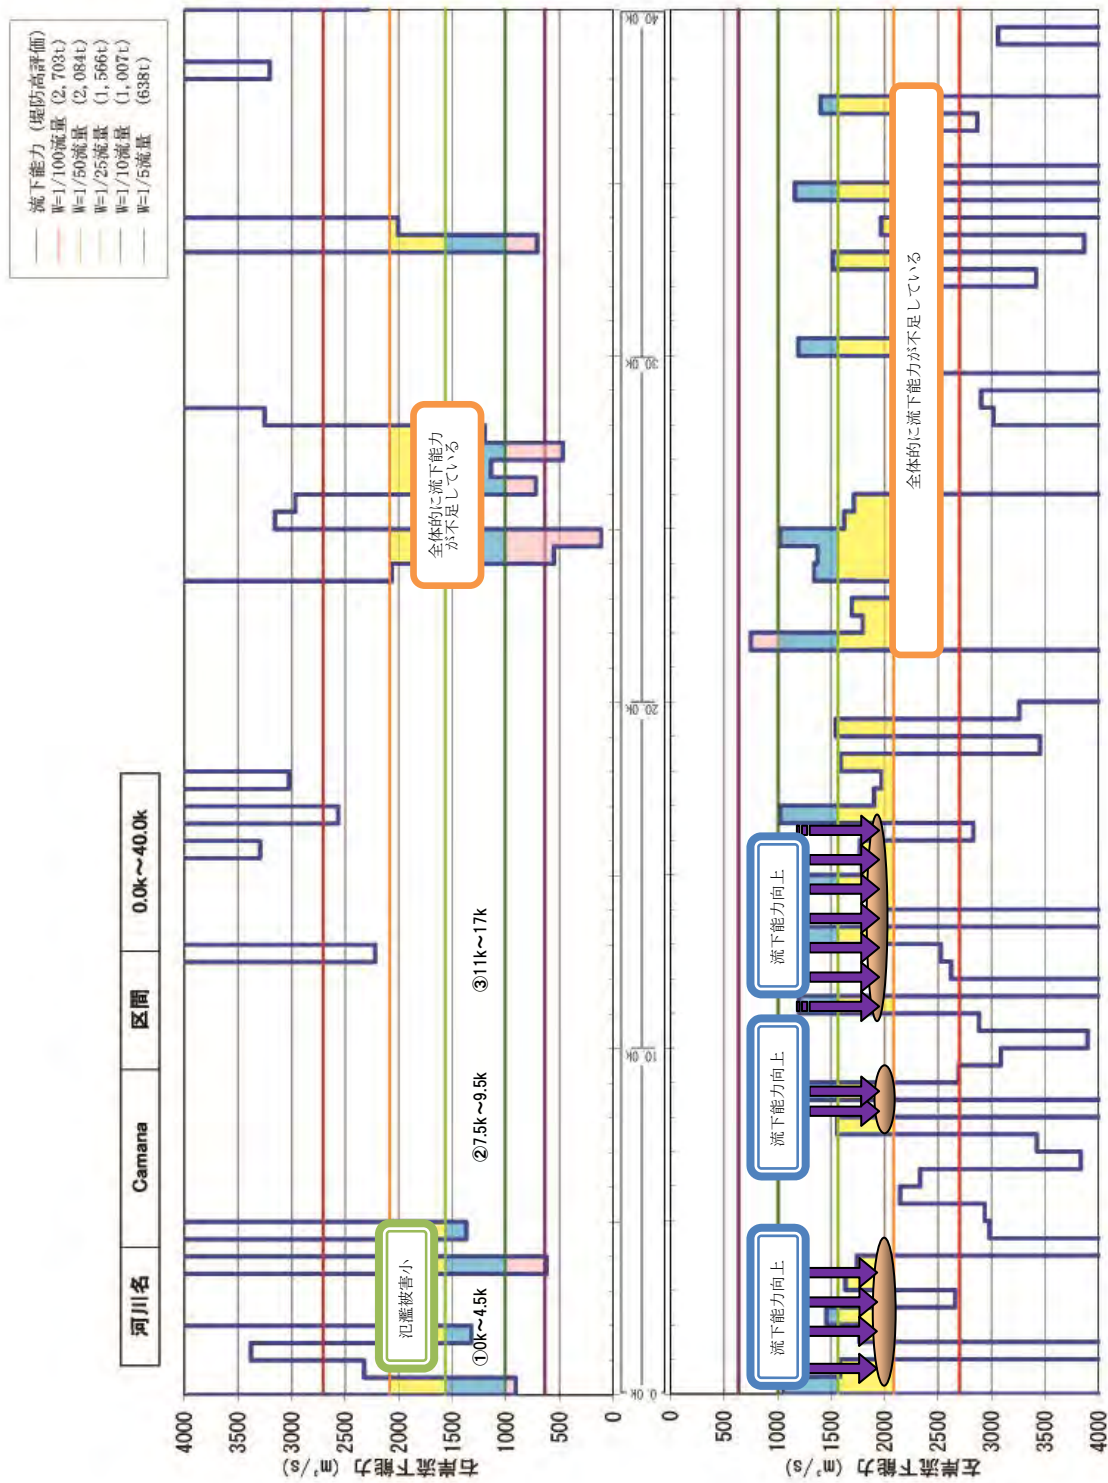 河川名 Camana 区間 0.0k～40.0k
流下能力（堤防高評価）
W=1/100流量 (2,703t)
W=1/50流量 (2,084t)
W=1/25流量 (1,566t)
W=1/10流量 (1,007t)
W=1/5流量 (638t)
右岸流下能力 (m³/s)
4000
3500
3000
2500
2000
1500
1000
500
0
氾濫被害小
全体的に流下能力
が不足している
①0k～4.5k
②7.5k～9.5k
③11k～17k
0.0k
10.0k
20.0k
30.0k
40.0k
左岸流下能力 (m³/s)
0
500
1000
1500
2000
2500
3000
3500
4000
流下能力向上
流下能力向上
流下能力向上
全体的に流下能力が不足している